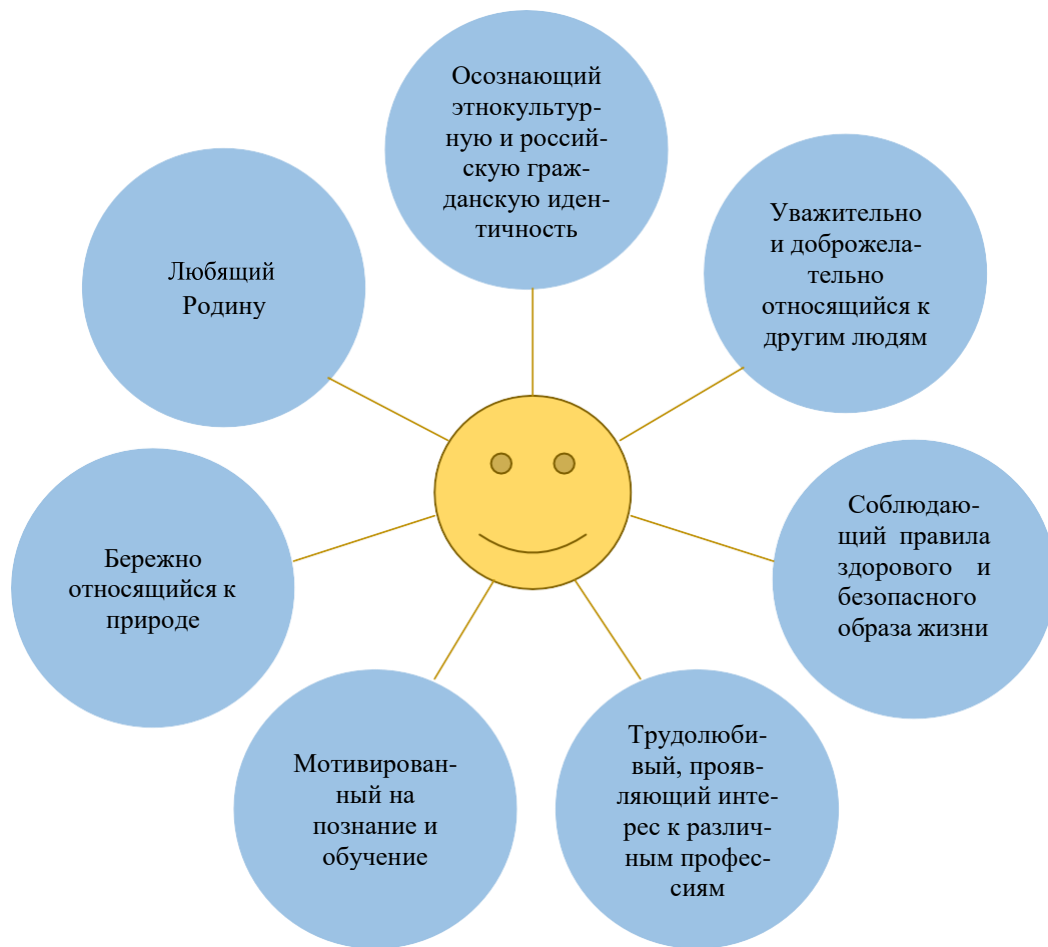 Осознающий
этнокультур-
ную и россий-
скую граж-
данскую иден-
тичность
Уважительно
и доброжела-
тельно
относящийся к
другим людям
Любящий
Родину
Соблюдаю-
щий правила
здорового и
безопасного
образа жизни
Бережно
относящийся к
природе
Мотивирован-
ный на
познание и
обучение
Трудолюби-
вый, прояв-
ляющий инте-
рес к различ-
ным профес-
сиям